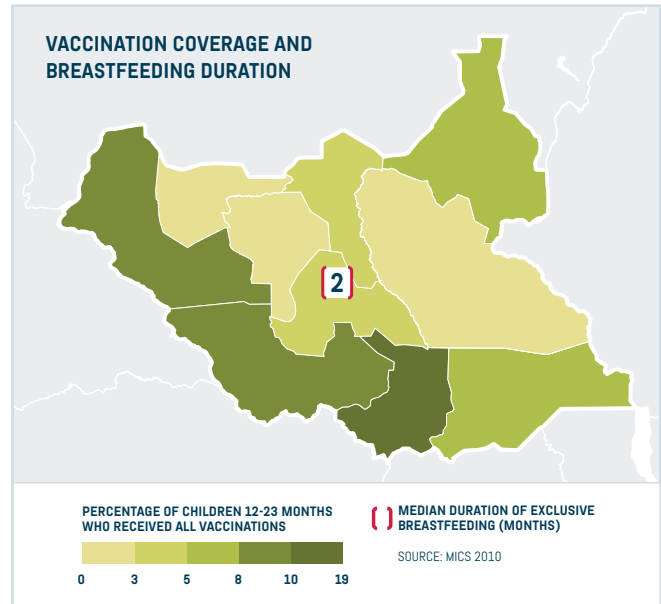 VACCINATION COVERAGE AND
BREASTFEEDING DURATION
[2]
PERCENTAGE OF CHILDREN 12-23 MONTHS
WHO RECEIVED ALL VACCINATIONS
0 3 5 8 10 19
[ ] MEDIAN DURATION OF EXCLUSIVE
BREASTFEEDING (MONTHS)
SOURCE: MICS 2010